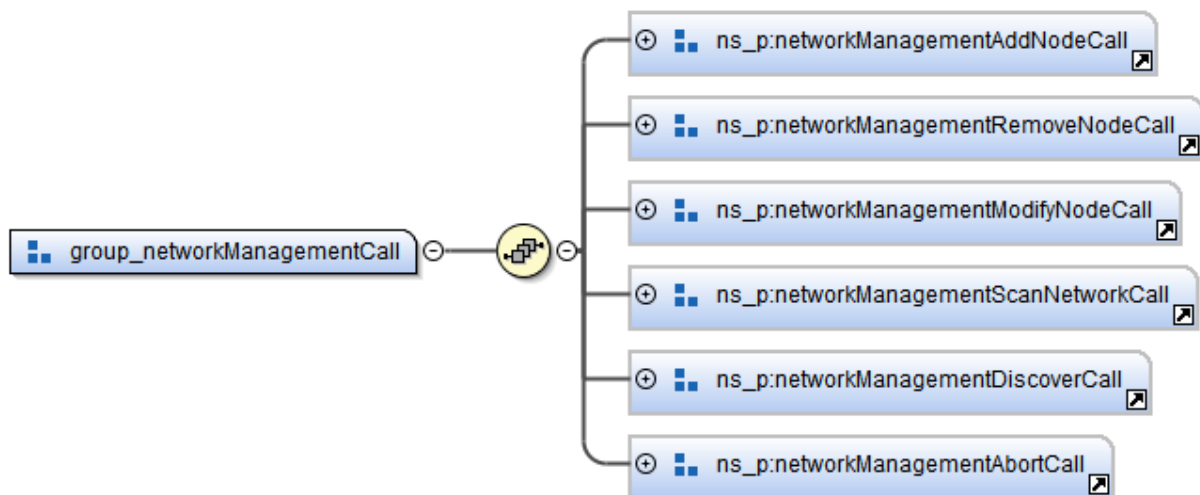 ns_p:networkManagementAddNodeCall
ns_p:networkManagementRemoveNodeCall
ns_p:networkManagementModifyNodeCall
group_networkManagementCall
ns_p:networkManagementScanNetworkCall
ns_p:networkManagementDiscoverCall
ns_p:networkManagementAbortCall